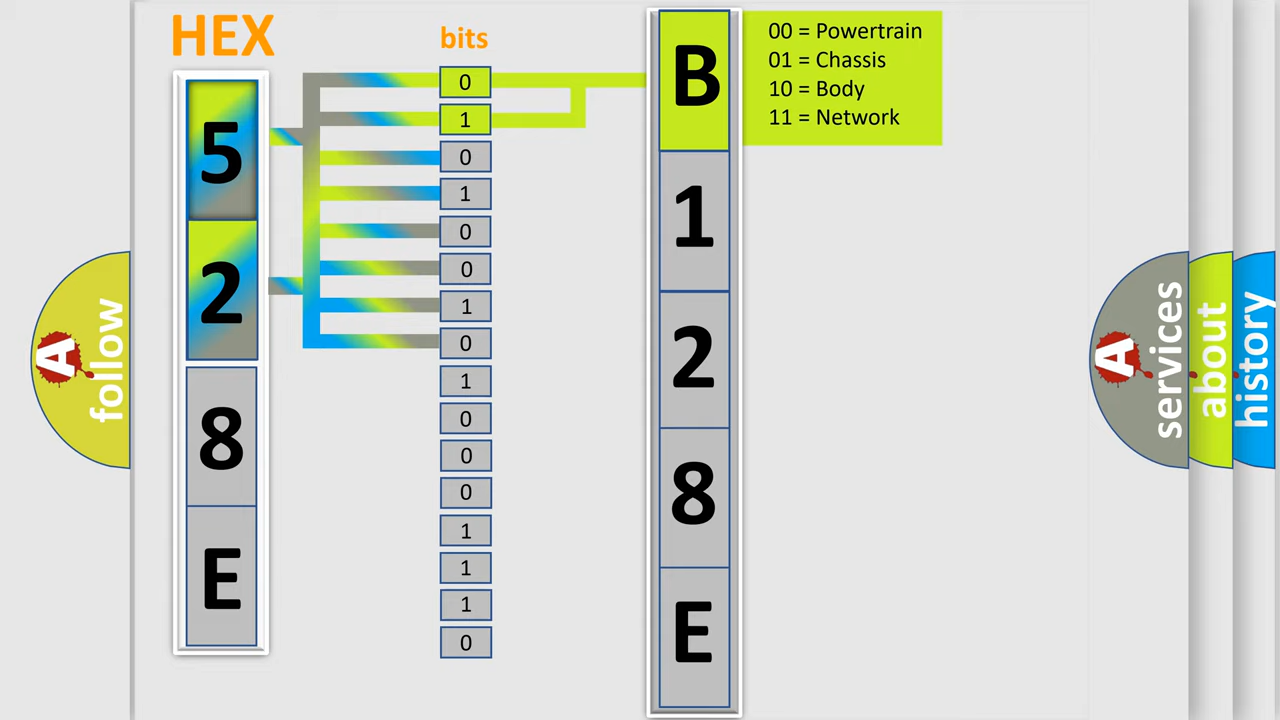 HEX
bits
5
2
8
E
0
1
0
1
0
0
1
0
1
0
0
0
1
1
1
0
B
1
2
8
E
00 = Powertrain
01 = Chassis
10 = Body
11 = Network
A
follow
A
services
about
history